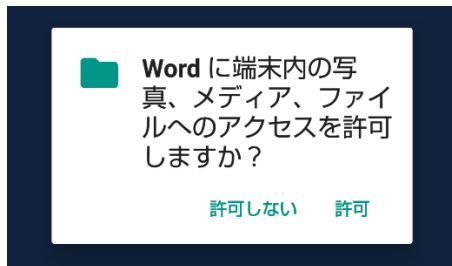 Word に端末内の写
真、メディア、ファイ
ルへのアクセスを許可
しますか？
許可しない 許可